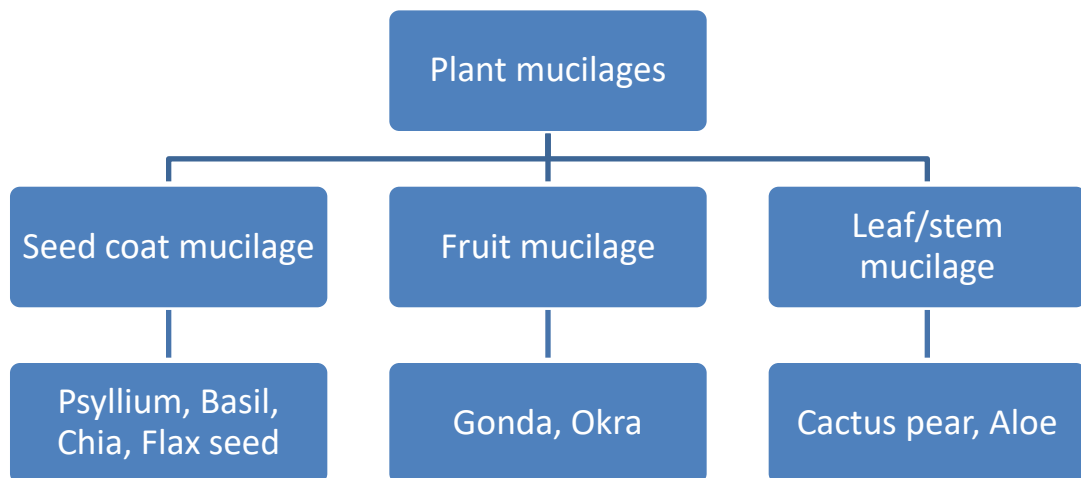 Plant mucilages
Seed coat mucilage
Fruit mucilage
Leaf/stem
mucilage
Psyllium, Basil,
Chia, Flax seed
Gonda, Okra
Cactus pear, Aloe